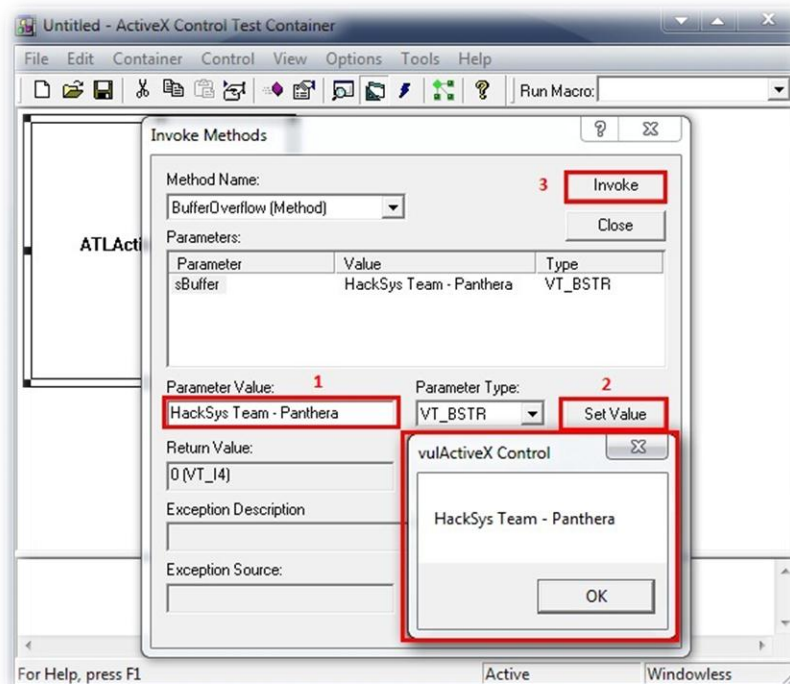 Untitled - ActiveX Control Test Container
File Edit Container Control View Options Tools Help
Run Macro:
Invoke Methods
Method Name:
BufferOverflow (Method)
3
Invoke
Close
ATLActi
Parameters:
Parameter Value Type
sBuffer HackSys Team - Panthera VT_BSTR
Parameter Value: 1
Parameter Type: 2
HackSys Team - Panthera
VT_BSTR
Set Value
Return Value:
0 (VT_I4)
vulActiveX Control
HackSys Team - Panthera
OK
Exception Description
Exception Source:
For Help, press F1
Active
Windowless